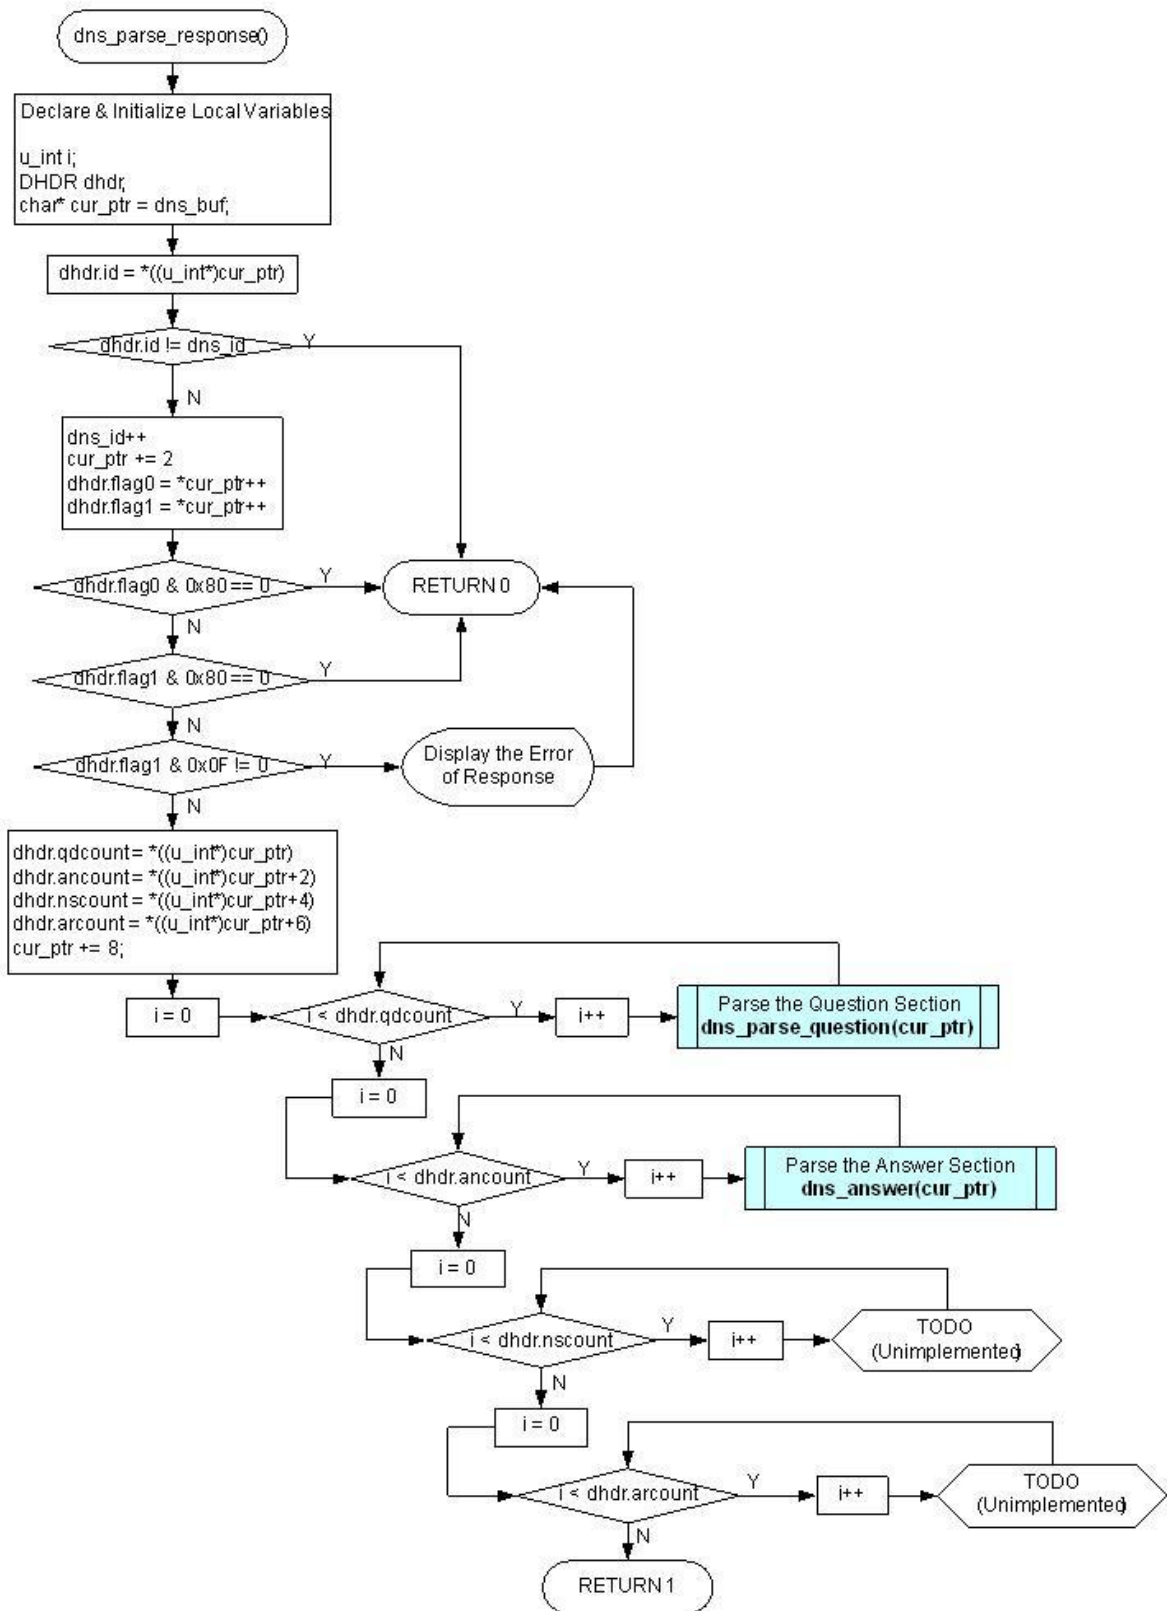 dns_parse_response()
Declare & Initialize Local Variables
u_int i;
DHDR dhdr,
char* cur_ptr = dns_buf;
dhdr.id = *((u_int*)cur_ptr)
dhdr.id != dns_id
Y
N
dns_id++
cur_ptr += 2
dhdr.flag0 = *cur_ptr++
dhdr.flag1 = *cur_ptr++
dhdr.flag0 & 0x80 == 0
Y
RETURN 0
N
dhdr.flag1 & 0x80 == 0
Y
N
dhdr.flag1 & 0x0F != 0
Y
Display the Error
of Response
N
dhdr.qdcount = *((u_int*)cur_ptr)
dhdr.ancount = *((u_int*)cur_ptr+2)
dhdr.nscount = *((u_int*)cur_ptr+4)
dhdr.arcount = *((u_int*)cur_ptr+6)
cur_ptr += 8;
i = 0
i < dhdr.qdcount
Y
i++
Parse the Question Section
dns_parse_question(cur_ptr)
N
i = 0
i < dhdr.ancount
Y
i++
Parse the Answer Section
dns_answer(cur_ptr)
N
i = 0
i < dhdr.nscount
Y
i++
TODO
(Unimplemented)
N
i = 0
i < dhdr.arcount
Y
i++
TODO
(Unimplemented)
N
RETURN 1